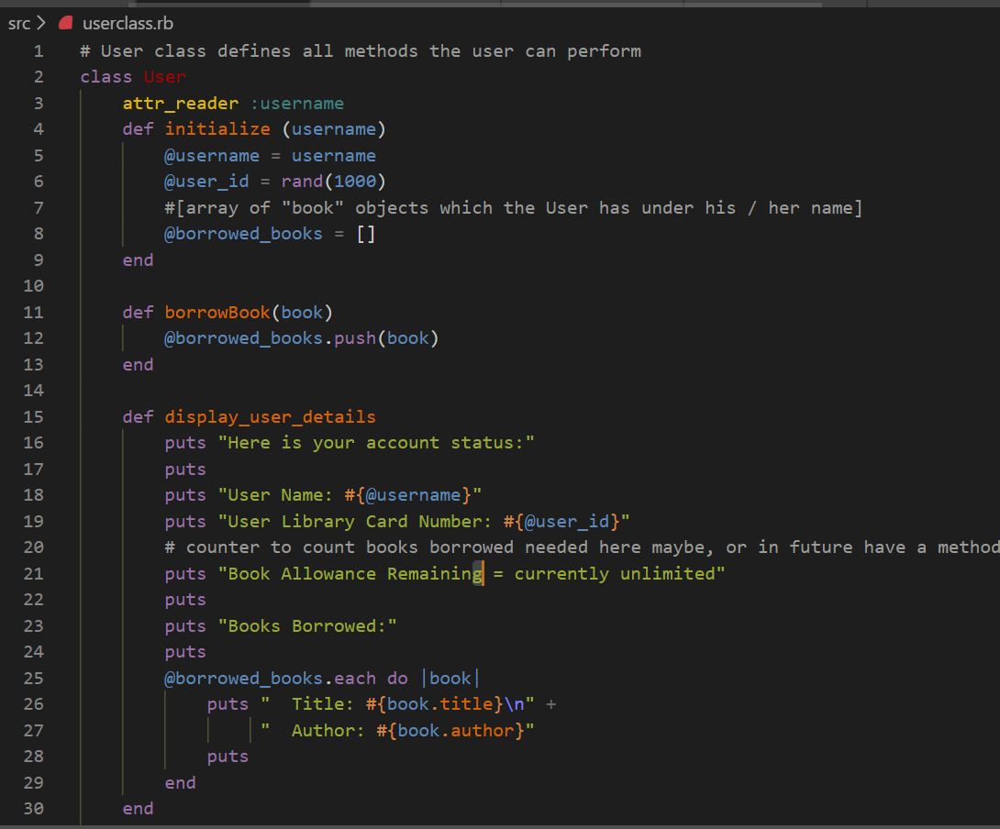 src > userclass.rb
1 # User class defines all methods the user can perform
2 class User
3     attr_reader :username
4     def initialize (username)
5         @username = username
6         @user_id = rand(1000)
7         #[array of "book" objects which the User has under his / her name]
8         @borrowed_books = []
9     end
10
11     def borrowBook(book)
12         @borrowed_books.push(book)
13     end
14
15     def display_user_details
16         puts "Here is your account status:"
17         puts
18         puts "User Name: #{@username}"
19         puts "User Library Card Number: #{@user_id}"
20         # counter to count books borrowed needed here maybe, or in future have a method
21         puts "Book Allowance Remaining = currently unlimited"
22         puts
23         puts "Books Borrowed:"
24         puts
25         @borrowed_books.each do |book|
26             puts "  Title: #{book.title}\n" +
27                  "  Author: #{book.author}"
28             puts
29         end
30     end